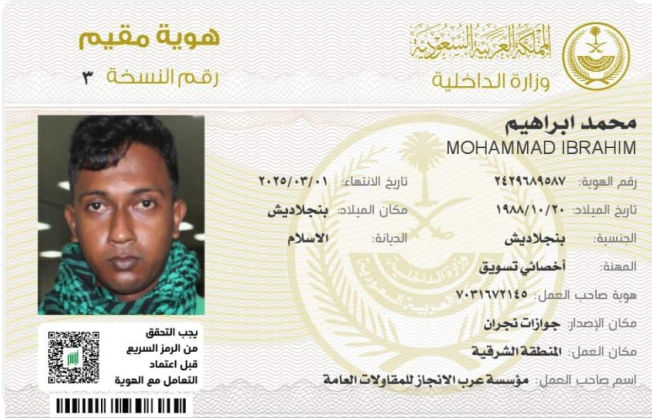 هوية مقيم
رقم النسخة ٣
المملكة العربية السعودية
وزارة الداخلية
محمد ابراهيم
MOHAMMAD IBRAHIM
رقم الهوية: ٢٤٢٩٦٨٩٥٨٧ تاريخ الانتهاء: ٢٠٢٥/٠٣/٠١
تاريخ الميلاد: ١٩٨٨/١٠/٢٠ مكان الميلاد: بنجلاديش
الجنسية: بنجلاديش الديانة: الاسلام
المهنة: أخصائي تسويق
هوية صاحب العمل: ٧٠٣١٦٧٢١٤٥
مكان الإصدار: جوازات نجران
مكان العمل: المنطقة الشرقية
اسم صاحب العمل: مؤسسة عرب الانجاز للمقاولات العامة
يجب التحقق
من الرمز السريع
قبل اعتماد
التعامل مع الهوية